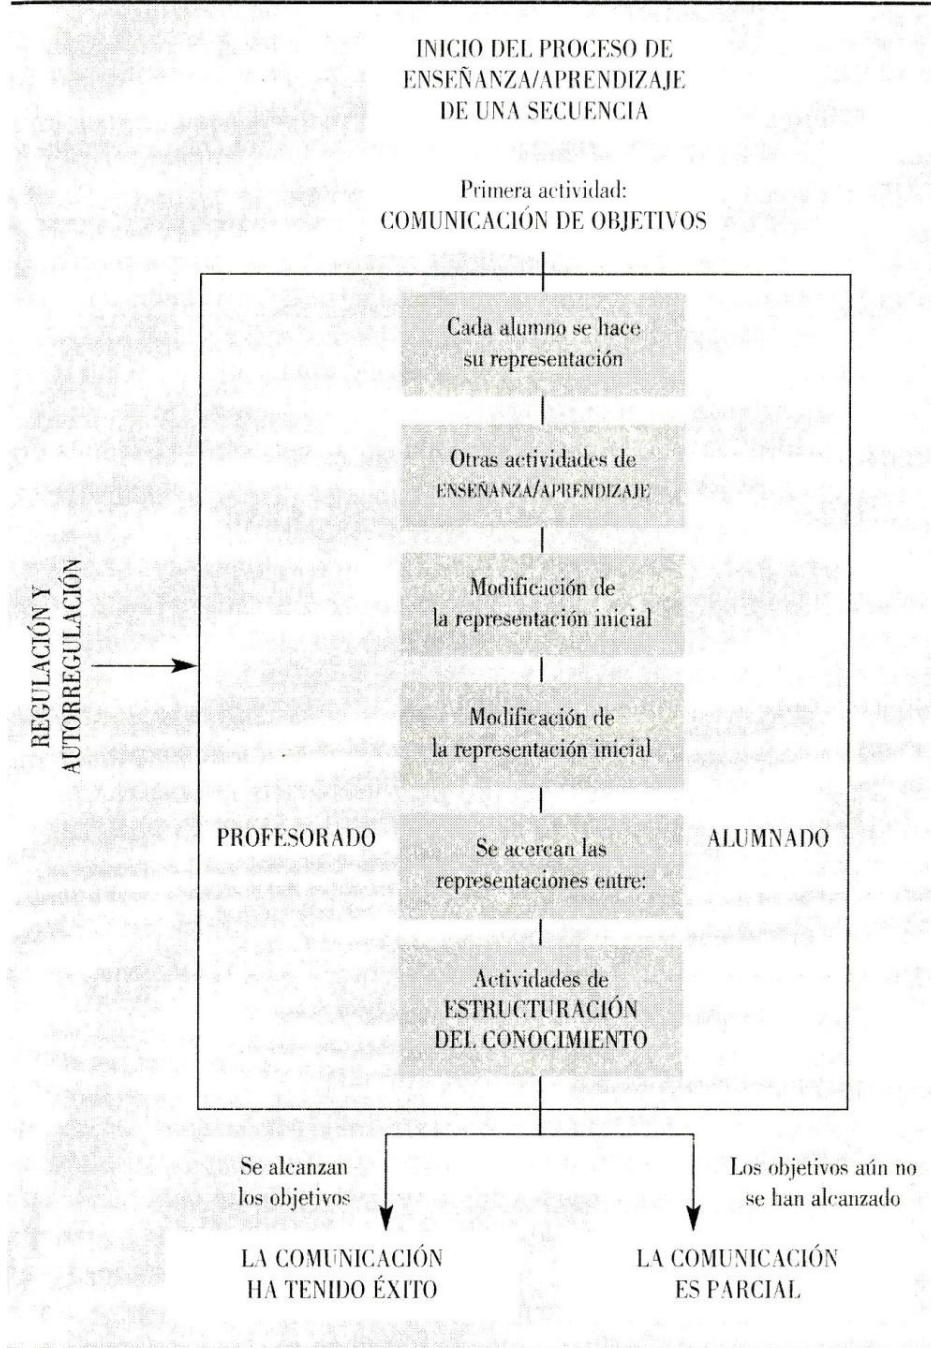 INICIO DEL PROCESO DE
ENSEÑANZA/APRENDIZAJE
DE UNA SECUENCIA
Primera actividad:
COMUNICACIÓN DE OBJETIVOS
Cada alumno se hace
su representación
Otras actividades de
ENSEÑANZA/APRENDIZAJE
Modificación de
la representación inicial
REGULACIÓN Y
AUTORREGULACIÓN
Modificación de
la representación inicial
PROFESORADO
Se acercan las
representaciones entre:
ALUMNADO
Actividades de
ESTRUCTURACIÓN
DEL CONOCIMIENTO
Se alcanzan
los objetivos
Los objetivos aún no
se han alcanzado
LA COMUNICACIÓN
HA TENIDO ÉXITO
LA COMUNICACIÓN
ES PARCIAL